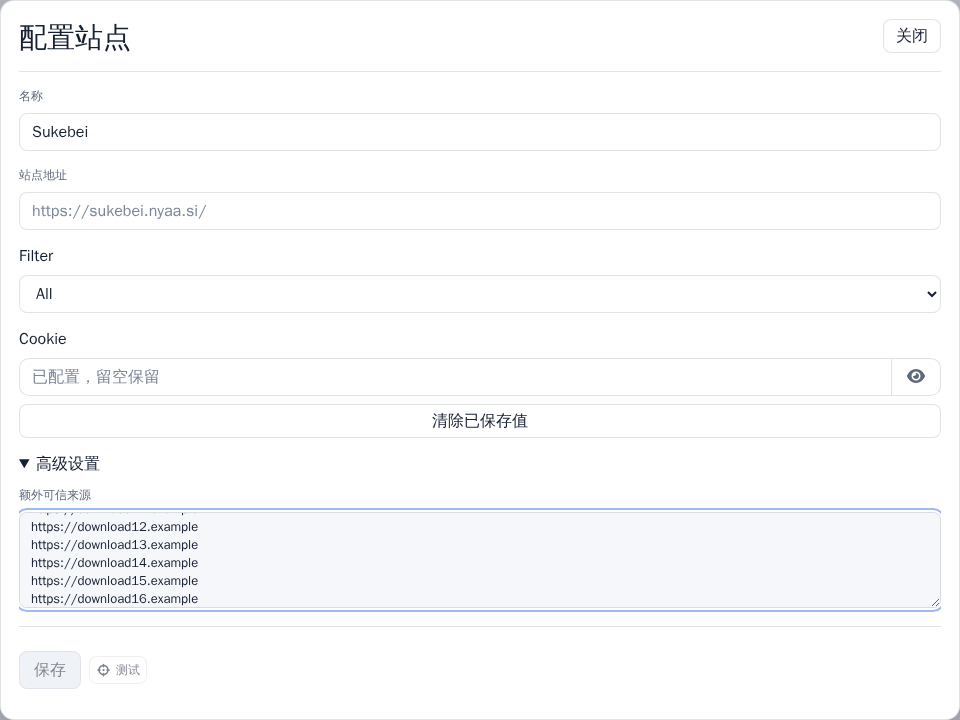 配置站点
关闭
名称
Sukebei
站点地址
https://sukebei.nyaa.si/
Filter
All
Cookie
已配置，留空保留
清除已保存值
高级设置
额外可信来源
https://download12.example
https://download13.example
https://download14.example
https://download15.example
https://download16.example
保存
测试